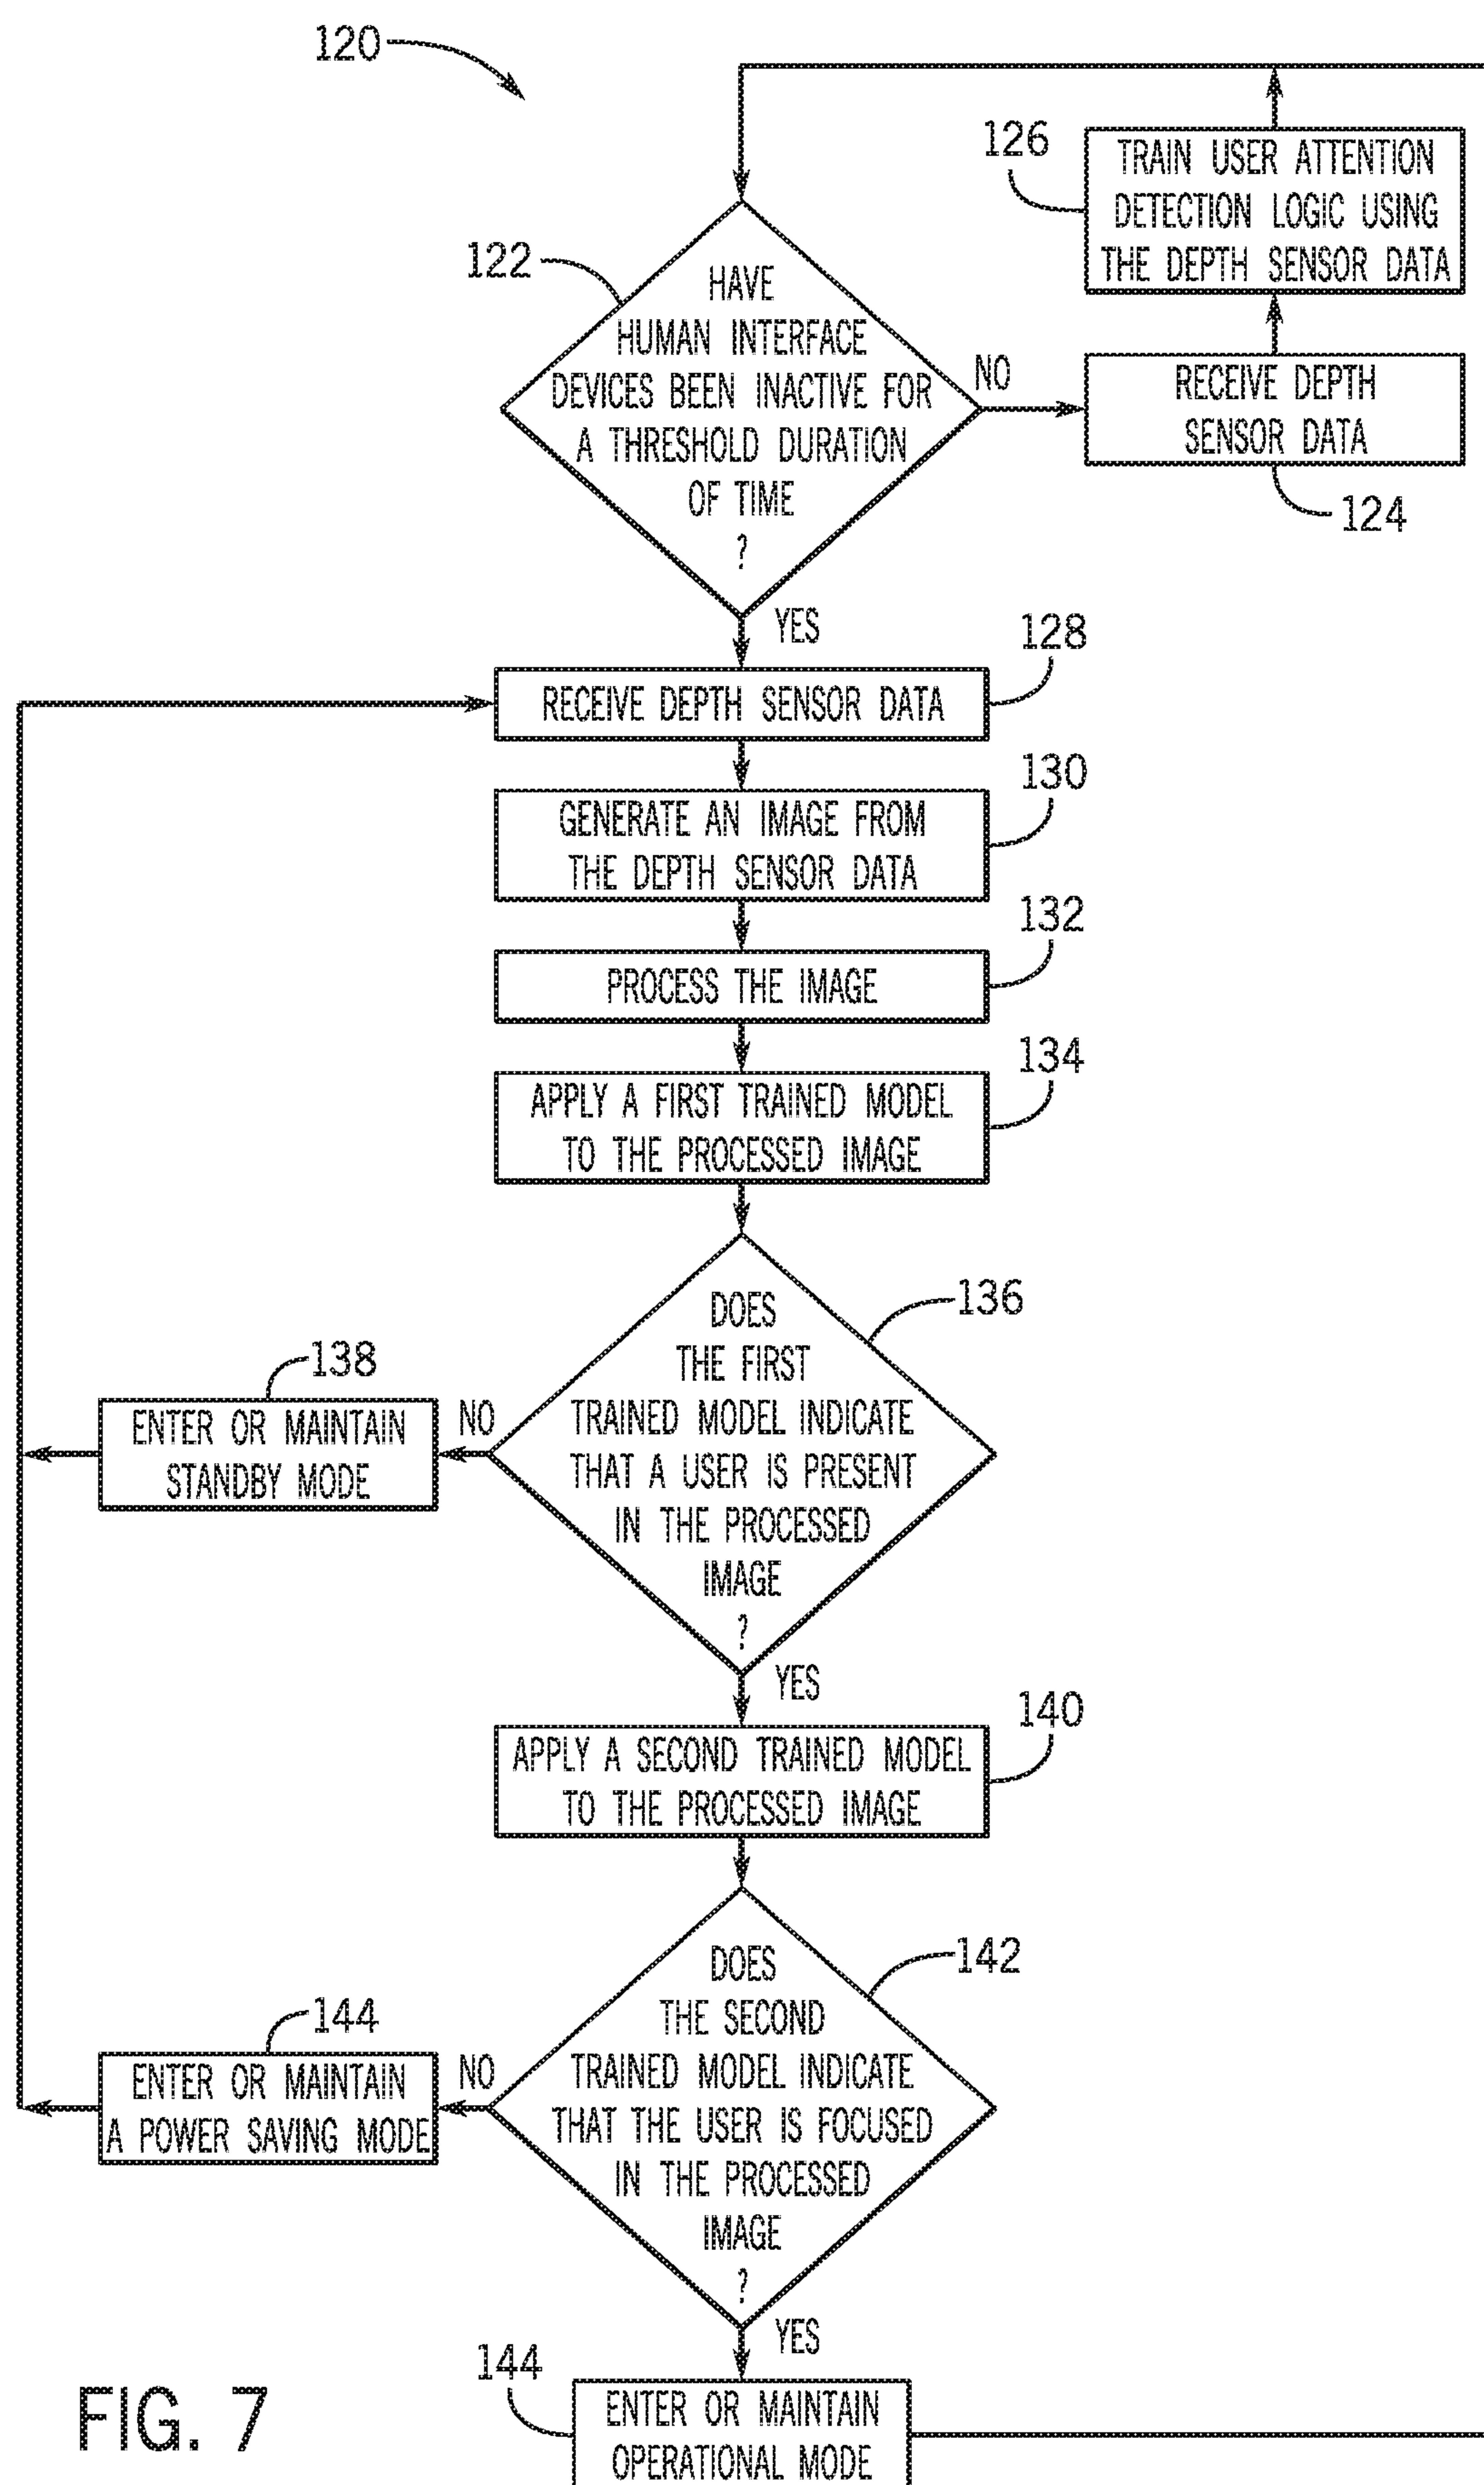 120
126
TRAIN USER ATTENTION
DETECTION LOGIC USING
THE DEPTH SENSOR DATA
122
HAVE
HUMAN INTERFACE
DEVICES BEEN INACTIVE FOR
A THRESHOLD DURATION
OF TIME
?
NO
RECEIVE DEPTH
SENSOR DATA
124
YES
128
RECEIVE DEPTH SENSOR DATA
130
GENERATE AN IMAGE FROM
THE DEPTH SENSOR DATA
132
PROCESS THE IMAGE
134
APPLY A FIRST TRAINED MODEL
TO THE PROCESSED IMAGE
136
DOES
THE FIRST
TRAINED MODEL INDICATE
THAT A USER IS PRESENT
IN THE PROCESSED
IMAGE
?
NO
138
ENTER OR MAINTAIN
STANDBY MODE
YES
140
APPLY A SECOND TRAINED MODEL
TO THE PROCESSED IMAGE
142
DOES
THE SECOND
TRAINED MODEL INDICATE
THAT THE USER IS FOCUSED
IN THE PROCESSED
IMAGE
?
NO
144
ENTER OR MAINTAIN
A POWER SAVING MODE
YES
144
ENTER OR MAINTAIN
OPERATIONAL MODE
FIG. 7